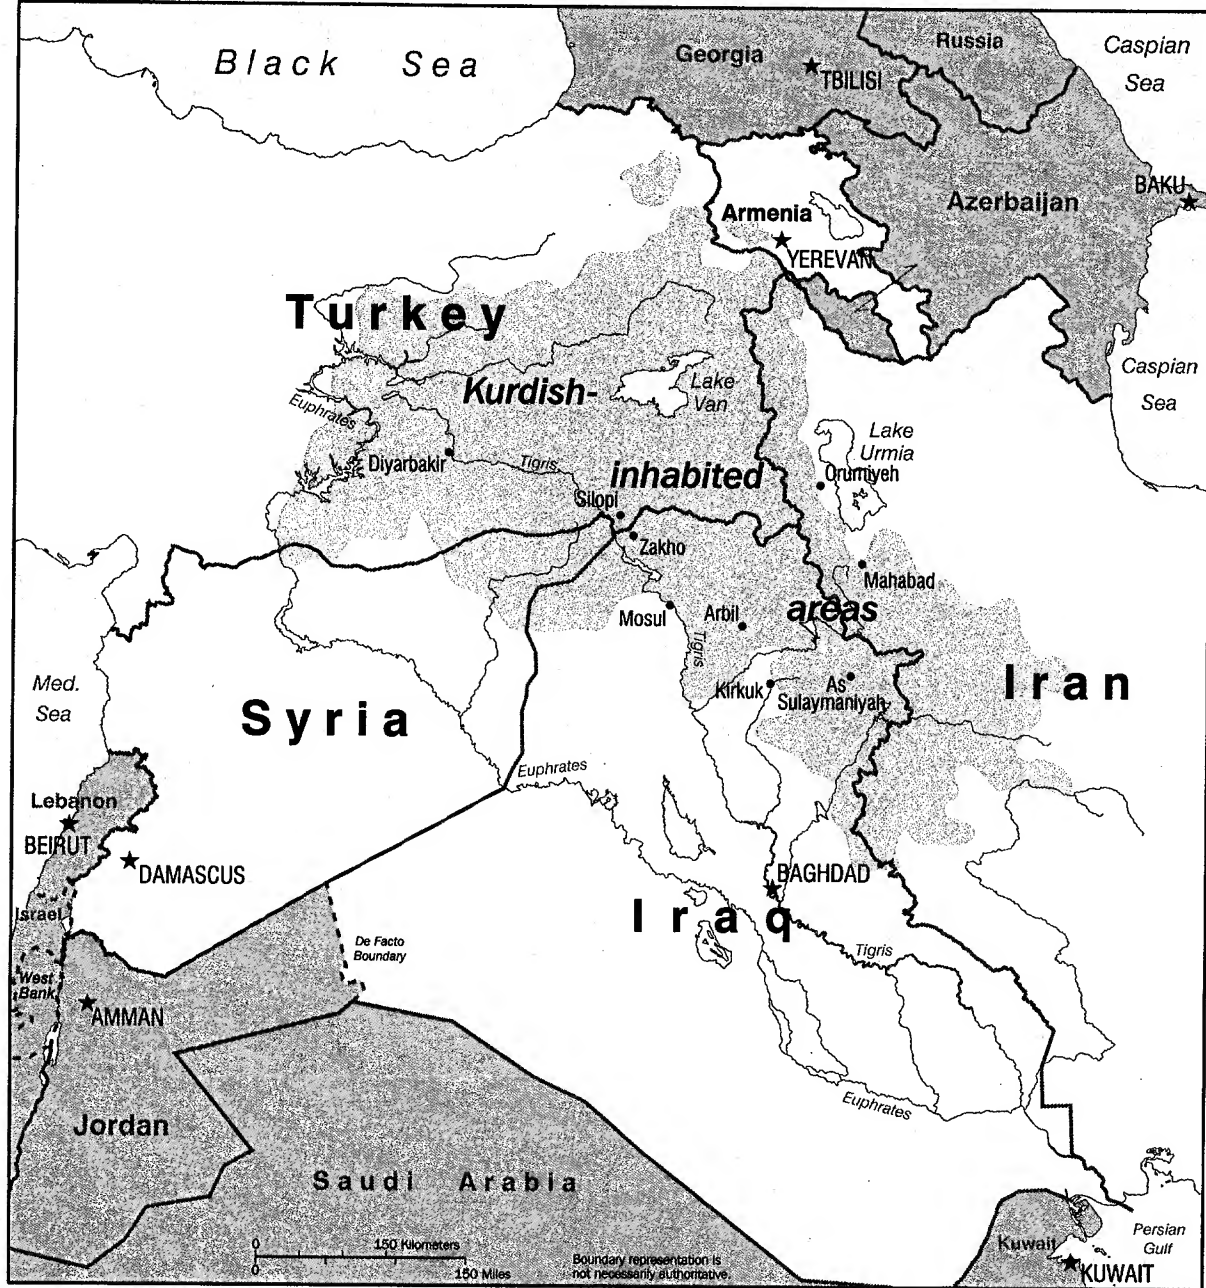 Black Sea
Georgia
TBILISI
Russia
Caspian
Sea
Armenia
YEREVAN
Azerbaijan
BAKU
Turkey
Kurdish-
Lake
Van
Euphrates
Diyarbakir
Tigris
inhabited
Lake
Urmia
Orumiyeh
Caspian
Sea
Silopi
Zakho
Mahabad
Mosul
Arbil
areas
Tigris
Kirkuk
As
Sulaymaniyah
Iran
Med.
Sea
Syria
Euphrates
Lebanon
BEIRUT
DAMASCUS
BAGHDAD
Iraq
Israel
De Facto
Boundary
Tigris
West
Bank
AMMAN
Euphrates
Jordan
Saudi Arabia
Persian
Gulf
Kuwait
KUWAIT
0 150 Kilometers
0 150 Miles
Boundary representation is
not necessarily authoritative.